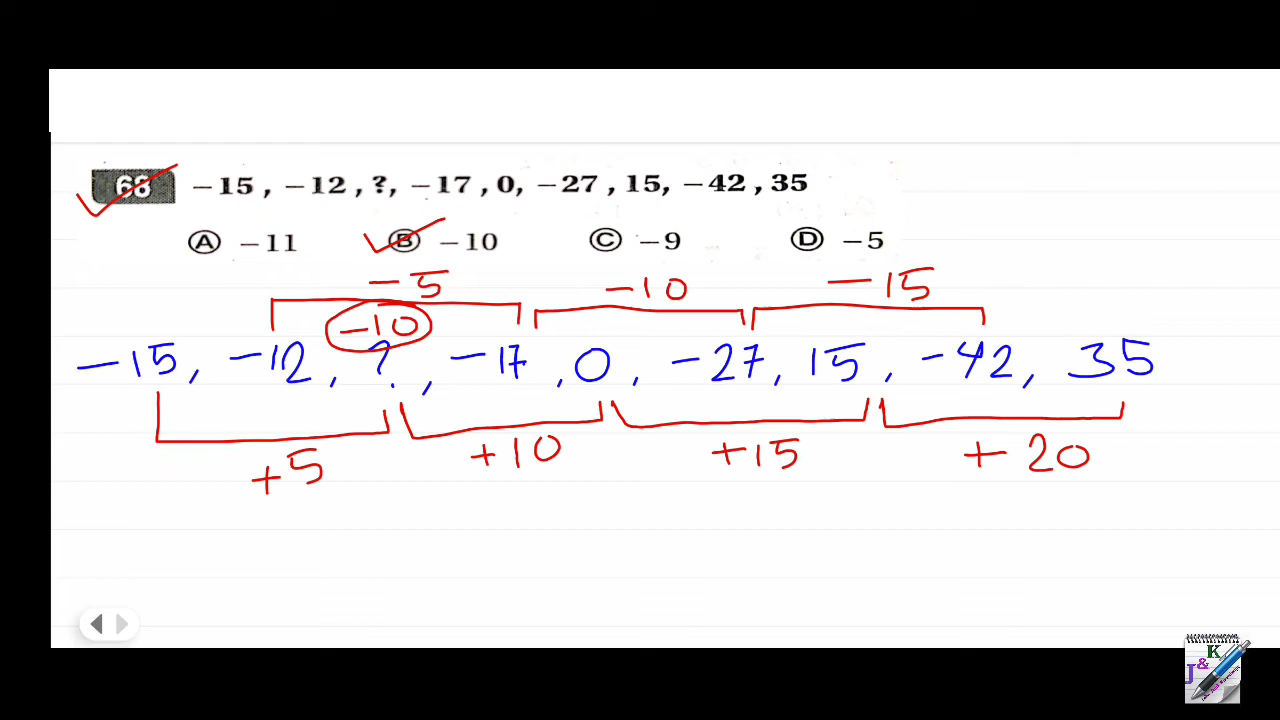 68 -15 , -12 , ?, -17 , 0, -27 , 15, -42 , 35
A -11 B -10 C -9 D -5
-5 -10 -15
-10
-15, -12, ?, -17, 0, -27, 15, -42, 35
+5 +10 +15 +20
J&K